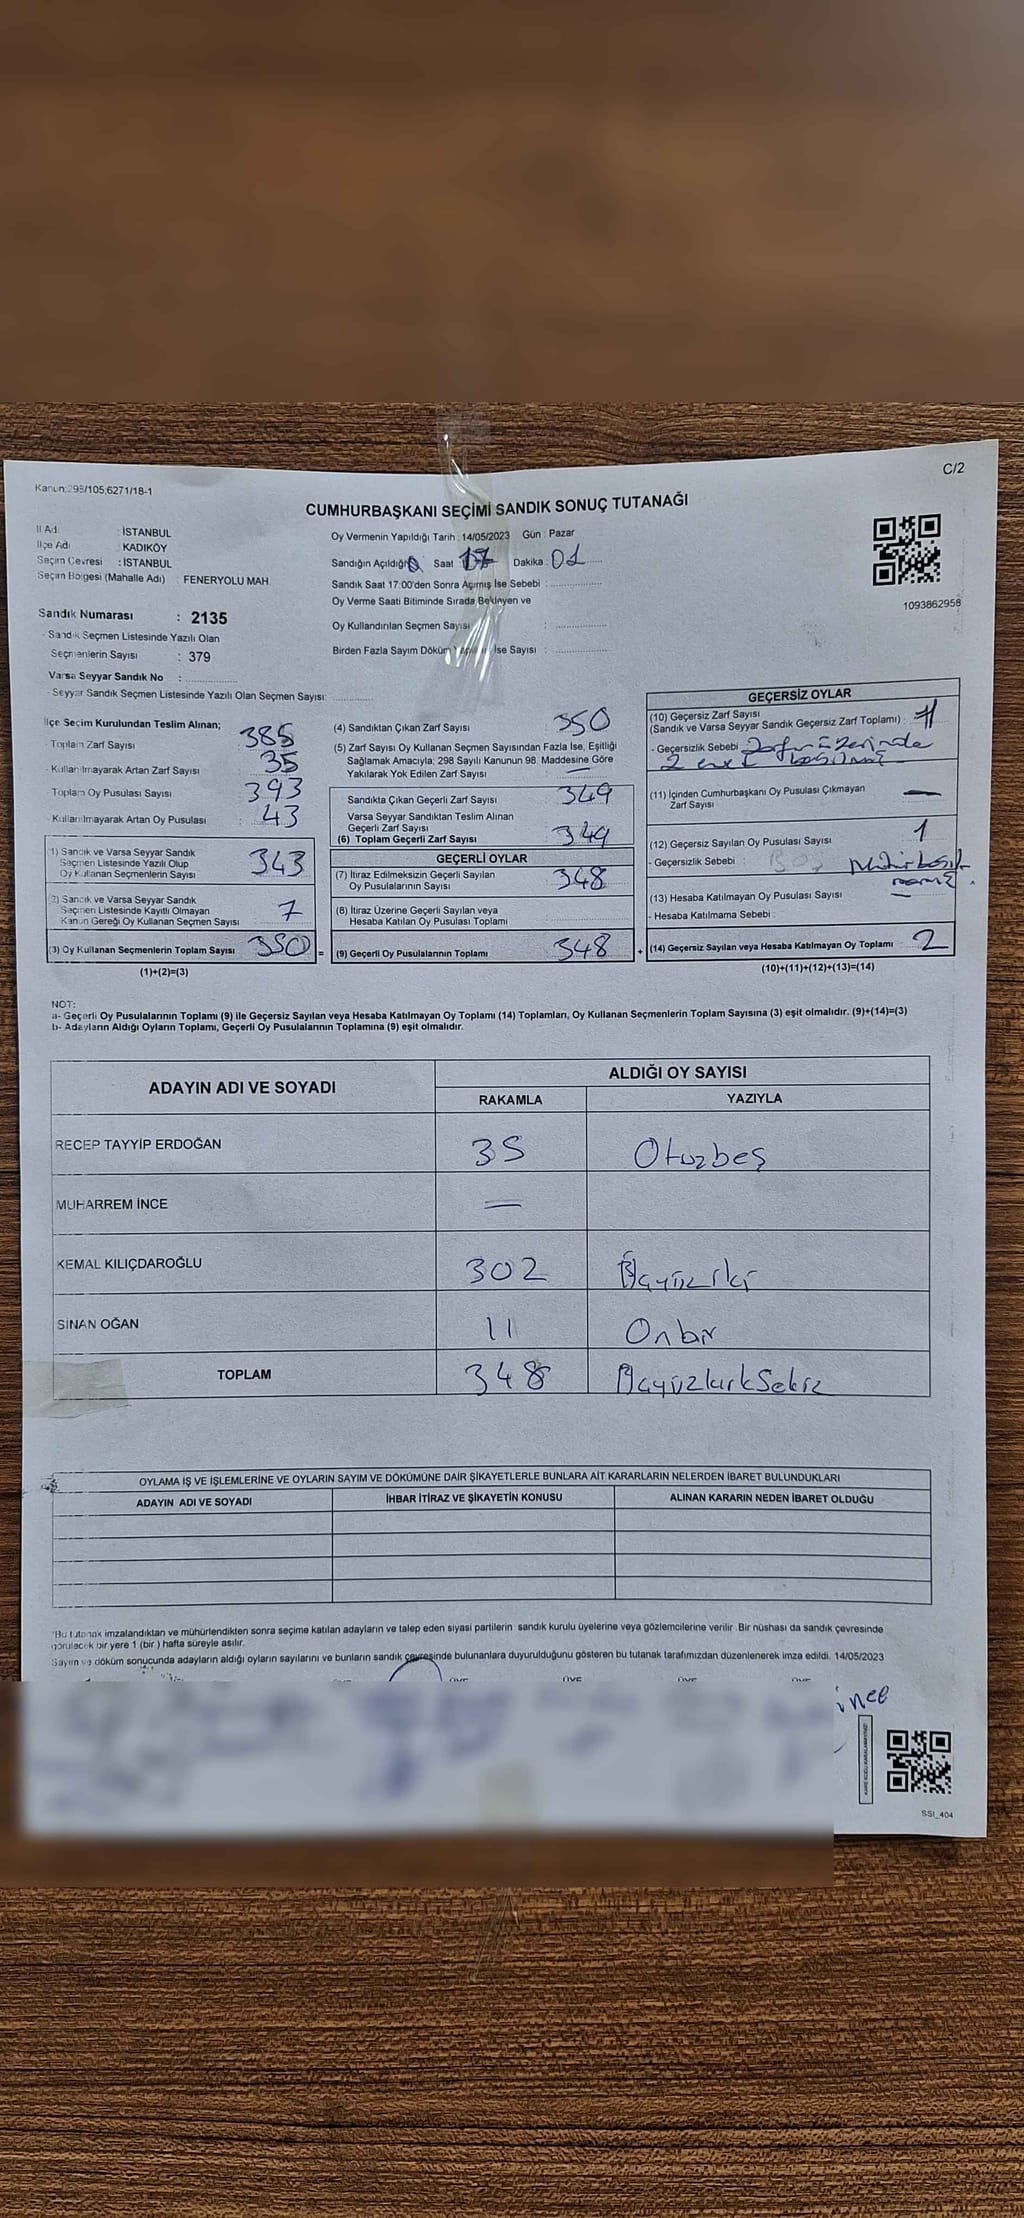 C/2
Kanun:298/105,6271/18-1
CUMHURBAŞKANI SEÇİMİ SANDIK SONUÇ TUTANAĞI
İl Adı : İSTANBUL
İlçe Adı : KADIKÖY
Seçim Çevresi : İSTANBUL
Seçim Bölgesi (Mahalle Adı) : FENERYOLU MAH.
Oy Vermenin Yapıldığı Tarih : 14/05/2023 Gün : Pazar
Sandığın Açıldığı Saat 17 Dakika : 01
Sandık Saat 17.00'den Sonra Açılmış İse Sebebi :
Oy Verme Saati Bitiminde Sırada Bekleyen ve
Oy Kullandırılan Seçmen Sayısı :
Birden Fazla Sayım Döküm İse Sayısı :
1093862958
Sandık Numarası : 2135
- Sandık Seçmen Listesinde Yazılı Olan
Seçmenlerin Sayısı : 379
Varsa Seyyar Sandık No :
- Seyyar Sandık Seçmen Listesinde Yazılı Olan Seçmen Sayısı:
İlçe Seçim Kurulundan Teslim Alınan;
- Toplam Zarf Sayısı : 385
- Kullanılmayarak Artan Zarf Sayısı : 35
- Toplam Oy Pusulası Sayısı : 393
- Kullanılmayarak Artan Oy Pusulası : 43
1) Sandık ve Varsa Seyyar Sandık
Seçmen Listesinde Yazılı Olup
Oy Kullanan Seçmenlerin Sayısı 343
2) Sandık ve Varsa Seyyar Sandık
Seçmen Listesinde Kayıtlı Olmayan
Kanun Gereği Oy Kullanan Seçmen Sayısı 7
(3) Oy Kullanan Seçmenlerin Toplam Sayısı 350 =
(1)+(2)=(3)
(4) Sandıktan Çıkan Zarf Sayısı 350
(5) Zarf Sayısı Oy Kullanan Seçmen Sayısından Fazla İse, Eşitliği
Sağlamak Amacıyla, 298 Sayılı Kanunun 98. Maddesine Göre
Yakılarak Yok Edilen Zarf Sayısı : —
Sandıkta Çıkan Geçerli Zarf Sayısı 349
Varsa Seyyar Sandıktan Teslim Alınan
Geçerli Zarf Sayısı
(6) Toplam Geçerli Zarf Sayısı 349
GEÇERLİ OYLAR
(7) İtiraz Edilmeksizin Geçerli Sayılan
Oy Pusulalarının Sayısı 348
(8) İtiraz Üzerine Geçerli Sayılan veya
Hesaba Katılan Oy Pusulası Toplamı
(9) Geçerli Oy Pusulalarının Toplamı 348 +
GEÇERSİZ OYLAR
(10) Geçersiz Zarf Sayısı
(Sandık ve Varsa Seyyar Sandık Geçersiz Zarf Toplamı) : 1
- Geçersizlik Sebebi : Zarfın üzerinde
2 evet
(11) İçinden Cumhurbaşkanı Oy Pusulası Çıkmayan
Zarf Sayısı —
(12) Geçersiz Sayılan Oy Pusulası Sayısı : 1
- Geçersizlik Sebebi :
(13) Hesaba Katılmayan Oy Pusulası Sayısı : —
- Hesaba Katılmama Sebebi :
(14) Geçersiz Sayılan veya Hesaba Katılmayan Oy Toplamı 2
(10)+(11)+(12)+(13)=(14)
NOT:
a- Geçerli Oy Pusulalarının Toplamı (9) ile Geçersiz Sayılan veya Hesaba Katılmayan Oy Toplamı (14) Toplamları, Oy Kullanan Seçmenlerin Toplam Sayısına (3) eşit olmalıdır. (9)+(14)=(3)
b- Adayların Aldığı Oyların Toplamı, Geçerli Oy Pusulalarının Toplamına (9) eşit olmalıdır.
ADAYIN ADI VE SOYADI
ALDIĞI OY SAYISI
RAKAMLA YAZIYLA
RECEP TAYYİP ERDOĞAN 35 Otuzbeş
MUHARREM İNCE —
KEMAL KILIÇDAROĞLU 302 Üçyüziki
SİNAN OĞAN 11 Onbir
TOPLAM 348 ÜçyüzkırkSekiz
OYLAMA İŞ VE İŞLEMLERİNE VE OYLARIN SAYIM VE DÖKÜMÜNE DAİR ŞİKAYETLERLE BUNLARA AİT KARARLARIN NELERDEN İBARET BULUNDUKLARI
ADAYIN ADI VE SOYADI
İHBAR İTİRAZ VE ŞİKAYETİN KONUSU
ALINAN KARARIN NEDEN İBARET OLDUĞU
*Bu tutanak imzalandıktan ve mühürlendikten sonra seçime katılan adayların ve talep eden siyasi partilerin sandık kurulu üyelerine veya gözlemcilerine verilir. Bir nüshası da sandık çevresinde
görülecek bir yere 1 (bir) hafta süreyle asılır.
Sayım ve döküm sonucunda adayların aldığı oyların sayılarını ve bunların sandık çevresinde bulunanlara duyurulduğunu gösteren bu tutanak tarafımızdan düzenlenerek imza edildi. 14/05/2023
ÜYE ÜYE ÜYE ÜYE
SSI_404